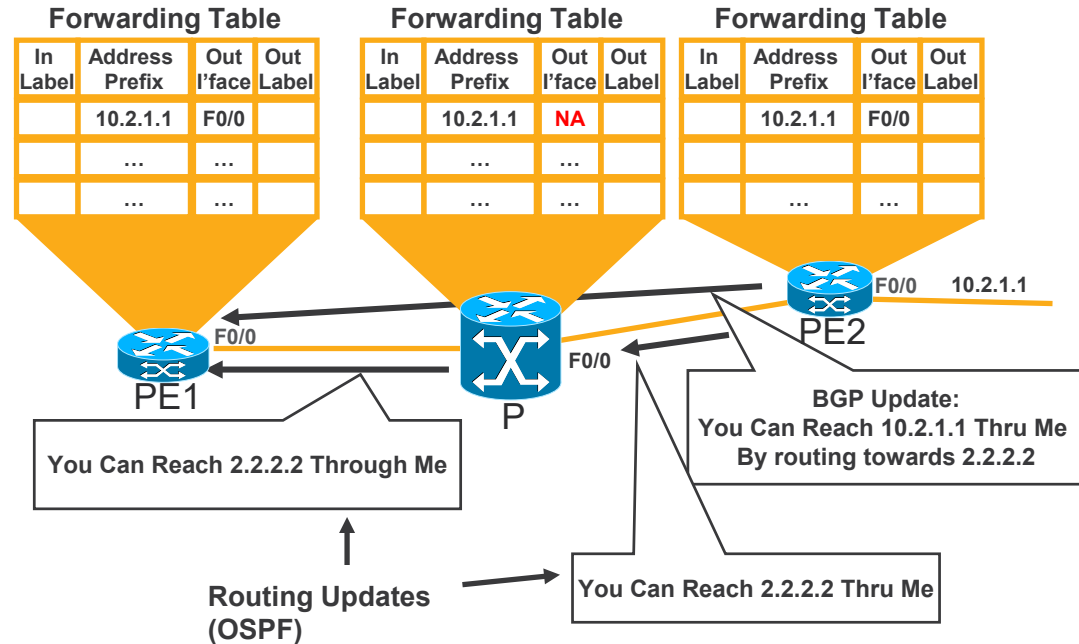 Forwarding Table
In Label Address Prefix Out I'face Out Label
10.2.1.1 F0/0
... ...
... ...
Forwarding Table
In Label Address Prefix Out I'face Out Label
10.2.1.1 NA
... ...
... ...
Forwarding Table
In Label Address Prefix Out I'face Out Label
10.2.1.1 F0/0
... ...
F0/0
PE1
P
F0/0
PE2
F0/0
10.2.1.1
You Can Reach 2.2.2.2 Through Me
BGP Update:
You Can Reach 10.2.1.1 Thru Me
By routing towards 2.2.2.2
Routing Updates
(OSPF)
You Can Reach 2.2.2.2 Thru Me